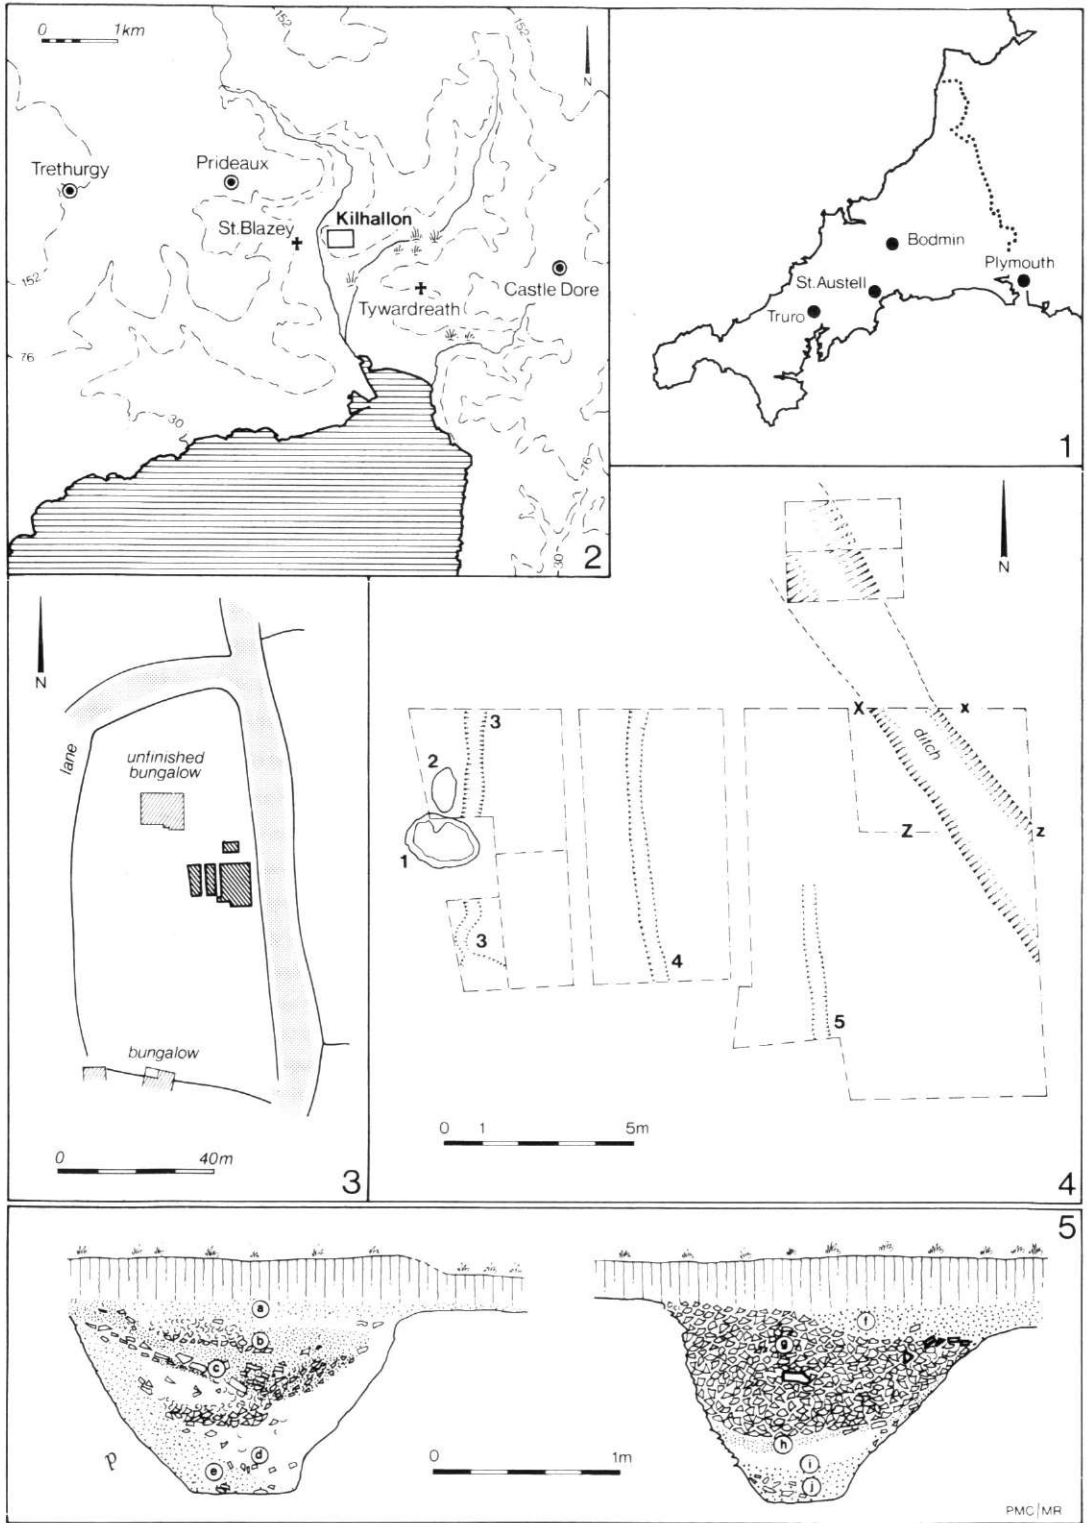 0 1km
152
N
Trethurgy
Prideaux
St.Blazey
Kilhallon
Castle Dore
Tywardreath
152
76
30
76
30
2
Bodmin
St.Austell
Plymouth
Truro
1
N
lane
unfinished
bungalow
bungalow
0 40m
3
N
X x
ditch
Z z
3
2
1
3
4
5
0 1 5m
4
5
a
b
c
d
e
p
f
g
h
i
j
0 1m
PMC/MR